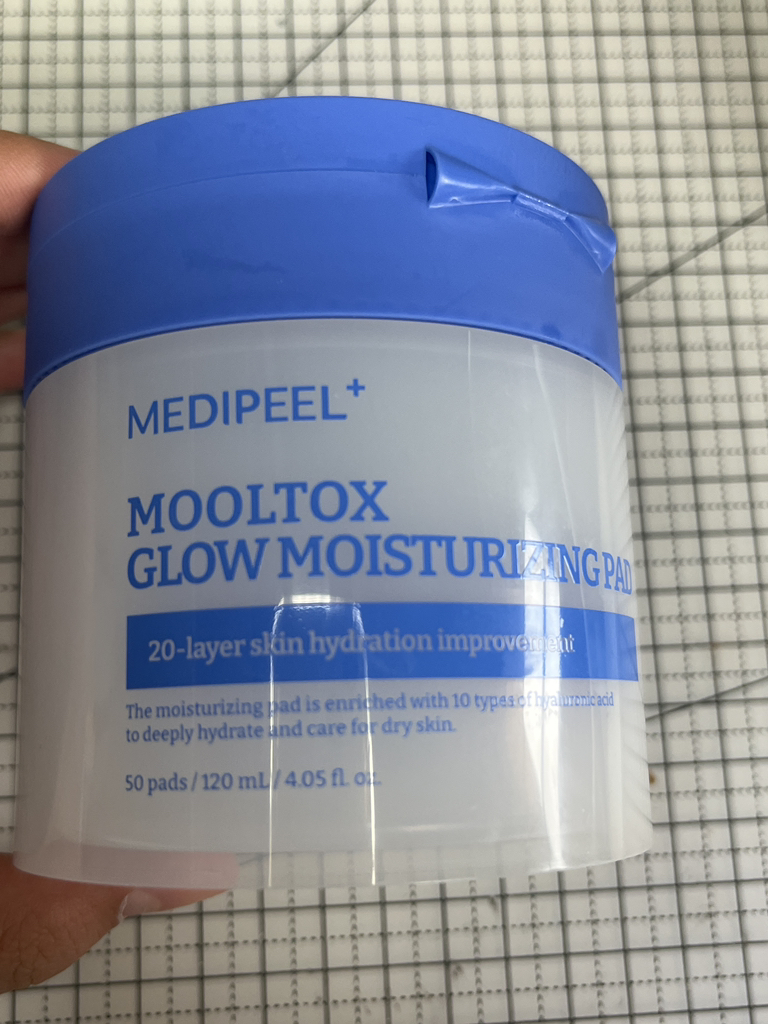 MEDIPEEL+
MOOLTOX
GLOW MOISTURIZING PAD
20-layer skin hydration improvement
The moisturizing pad is enriched with 10 types of hyaluronic acid
to deeply hydrate and care for dry skin.
50 pads / 120 mL / 4.05 fl. oz.